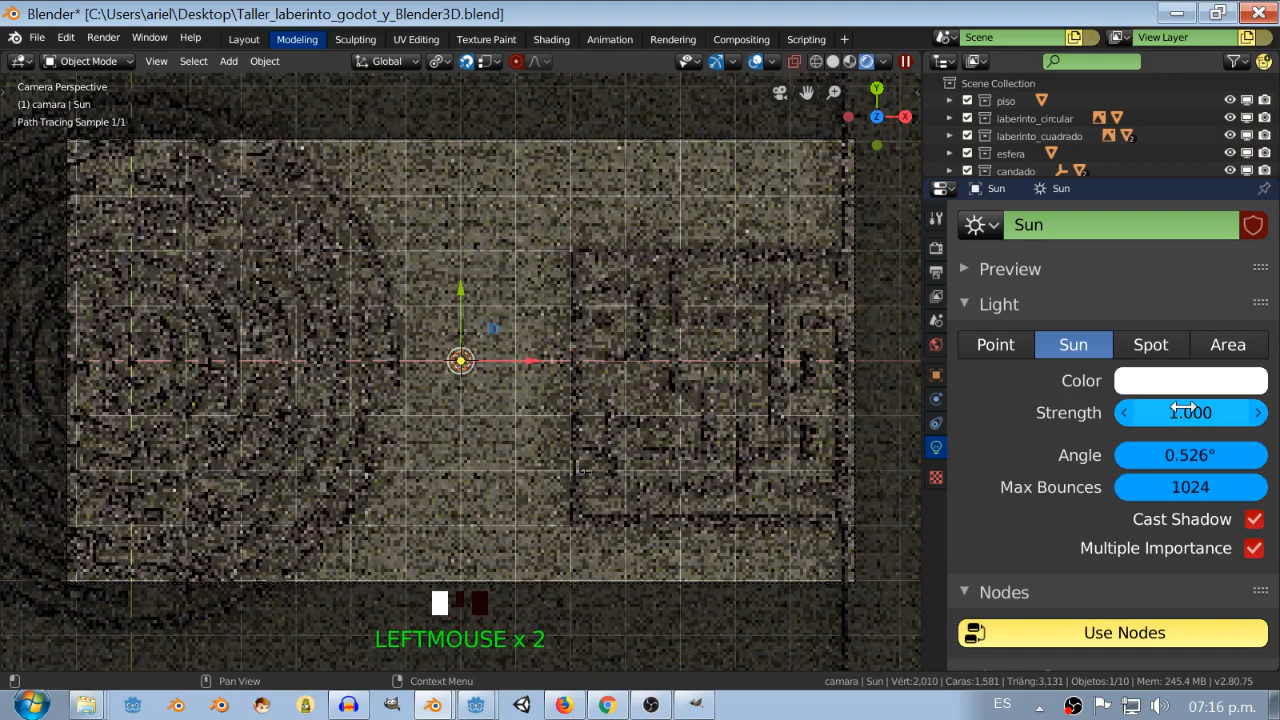 Blender* [C:\Users\ariel\Desktop\Taller_laberinto_godot_y_Blender3D.blend]
File Edit Render Window Help
Layout Modeling Sculpting UV Editing Texture Paint Shading Animation Rendering Compositing Scripting +
Scene
View Layer
Object Mode View Select Add Object
Global
Camera Perspective
(1) camara | Sun
Path Tracing Sample 1/1
Y
Z
X
Scene Collection
piso
laberinto_circular
laberinto_cuadrado
2
esfera
candado
2
Sun
Sun
Sun
Preview
Light
Point Sun Spot Area
Color
Strength 1.000
Angle 0.526°
Max Bounces 1024
Cast Shadow
Multiple Importance
Nodes
Use Nodes
LEFTMOUSE x 2
Pan View
Context Menu
camara | Sun | Vért:2,010 | Caras:1,581 | Triáng:3,131 | Objects:1/10 | Mem: 245.4 MB | v2.80.75
ES
07:16 p.m.